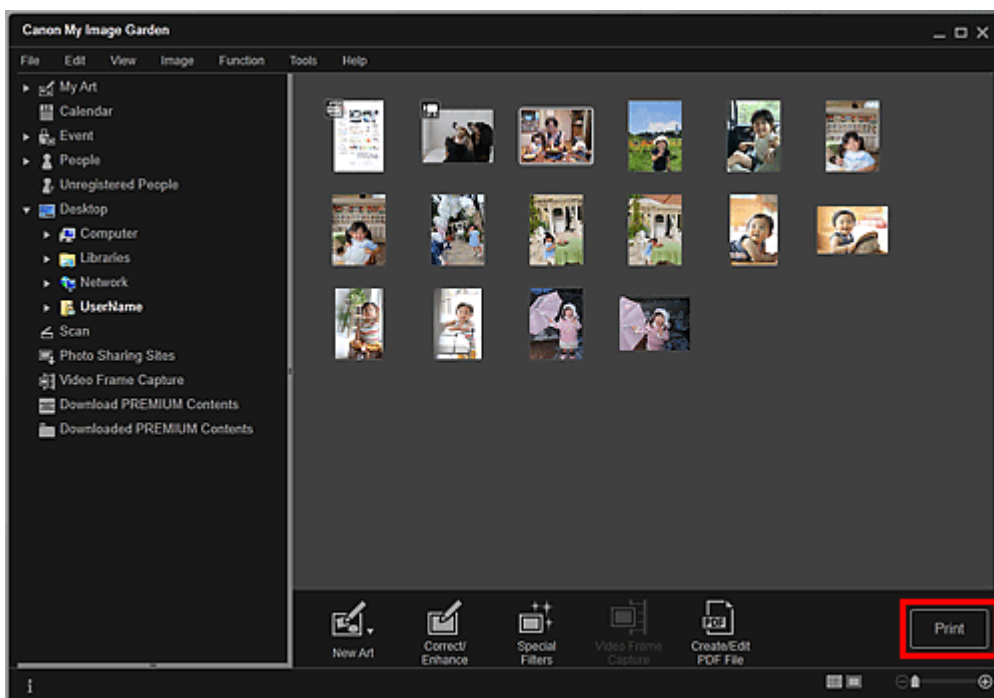 Canon My Image Garden
File Edit View Image Function Tools Help
My Art
Calendar
Event
People
Unregistered People
Desktop
Computer
Libraries
Network
UserName
Scan
Photo Sharing Sites
Video Frame Capture
Download PREMIUM Contents
Downloaded PREMIUM Contents
New Art
Correct/
Enhance
Special
Filters
Video Frame
Capture
PDF
Create/Edit
PDF File
Print